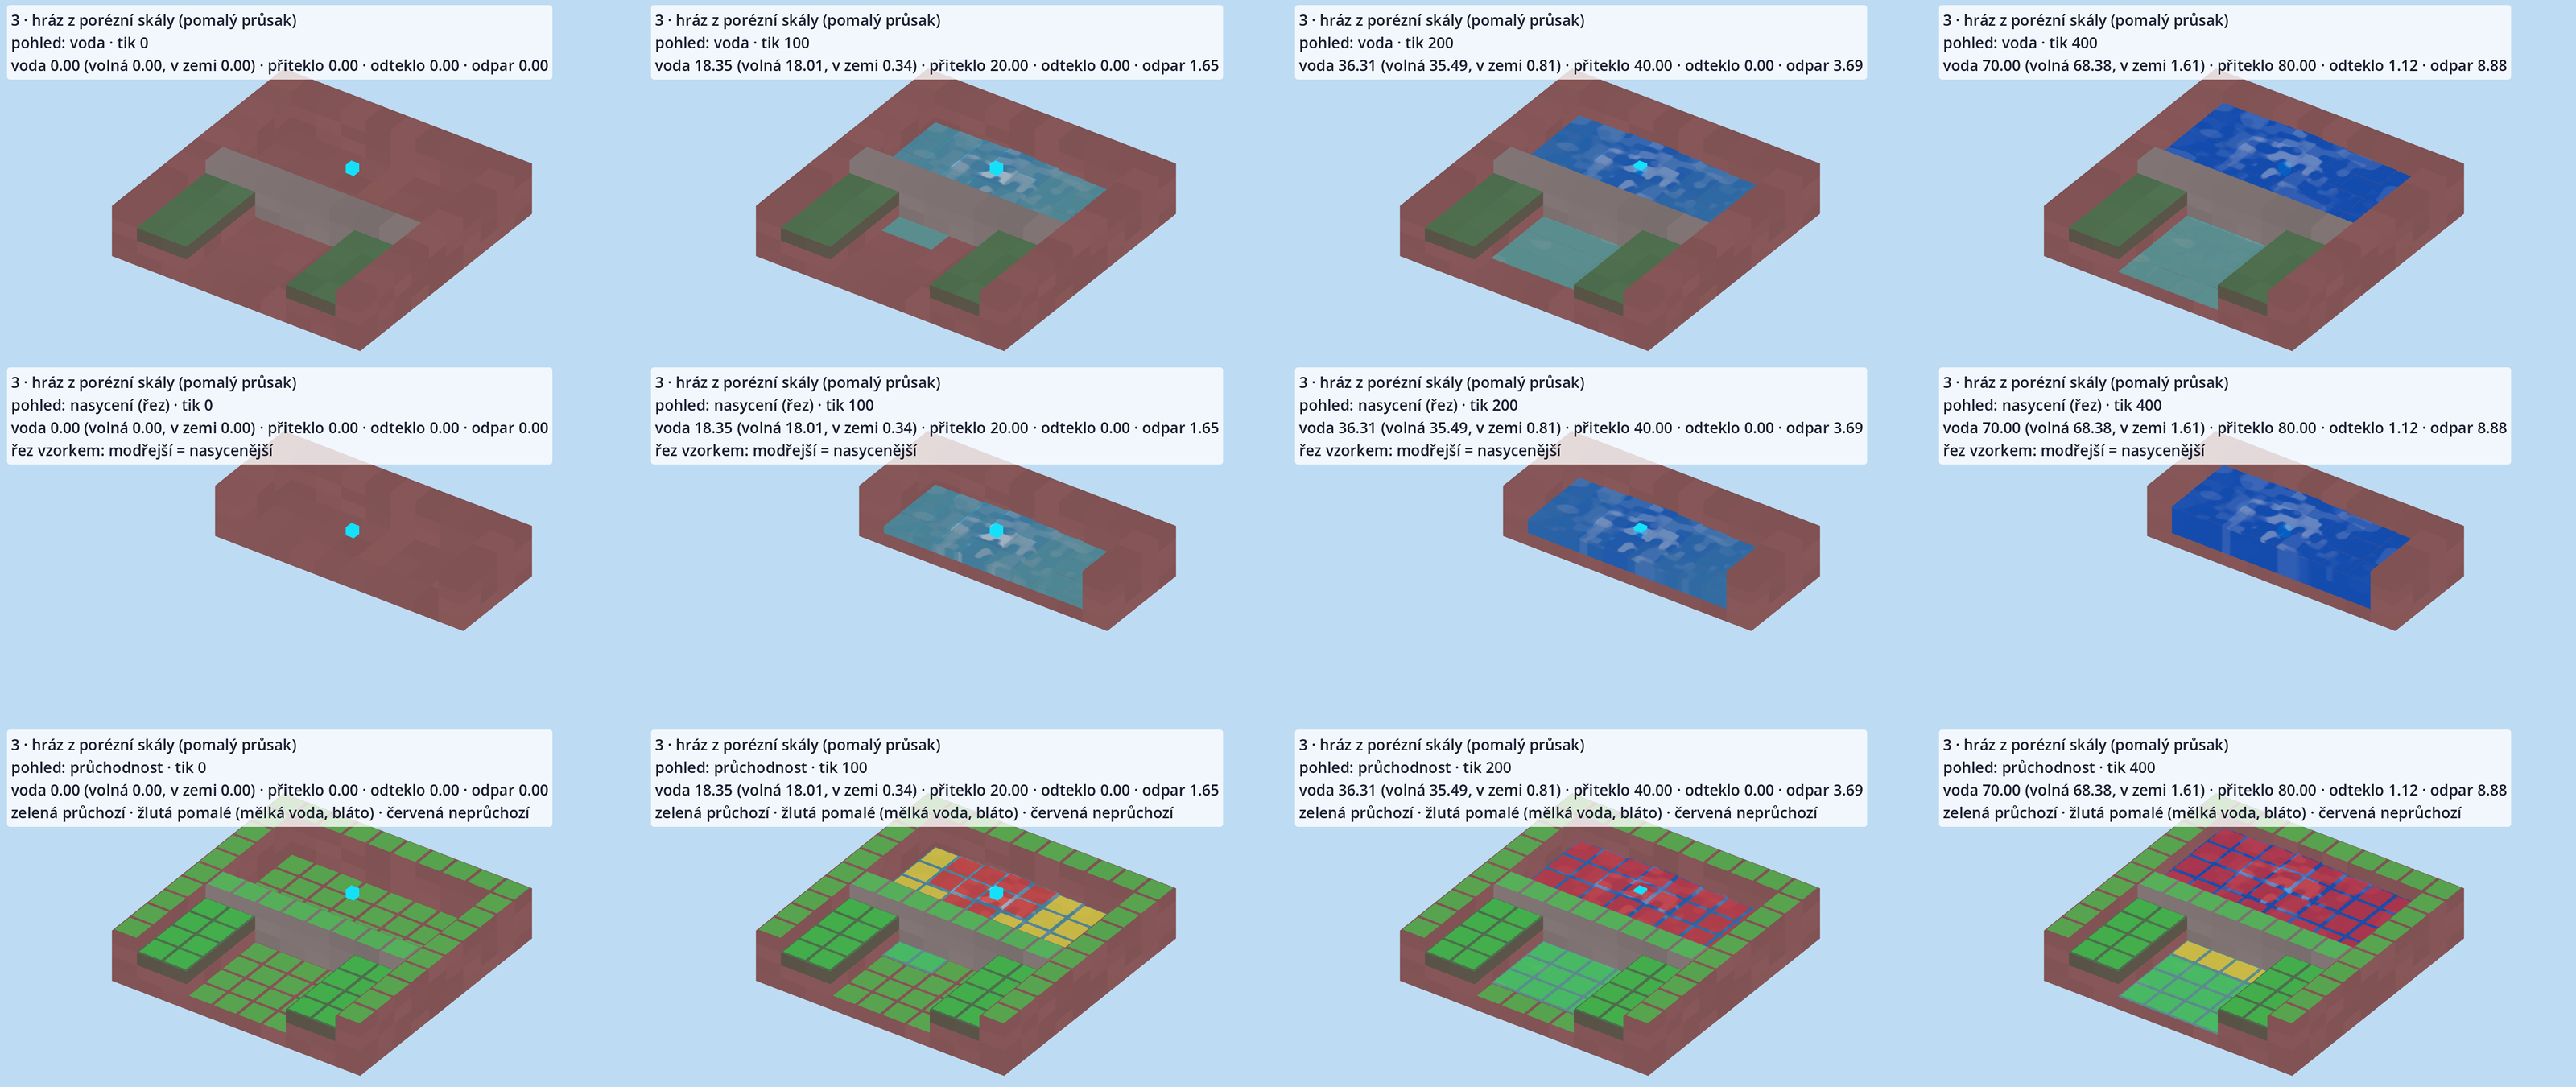 3 · hráz z porézní skály (pomalý průsak)
pohled: voda · tik 0
voda 0.00 (volná 0.00, v zemi 0.00) · přiteklo 0.00 · odteklo 0.00 · odpar 0.00
3 · hráz z porézní skály (pomalý průsak)
pohled: voda · tik 100
voda 18.35 (volná 18.01, v zemi 0.34) · přiteklo 20.00 · odteklo 0.00 · odpar 1.65
3 · hráz z porézní skály (pomalý průsak)
pohled: voda · tik 200
voda 36.31 (volná 35.49, v zemi 0.81) · přiteklo 40.00 · odteklo 0.00 · odpar 3.69
3 · hráz z porézní skály (pomalý průsak)
pohled: voda · tik 400
voda 70.00 (volná 68.38, v zemi 1.61) · přiteklo 80.00 · odteklo 1.12 · odpar 8.88
3 · hráz z porézní skály (pomalý průsak)
pohled: nasycení (řez) · tik 0
voda 0.00 (volná 0.00, v zemi 0.00) · přiteklo 0.00 · odteklo 0.00 · odpar 0.00
řez vzorkem: modřejší = nasycenější
3 · hráz z porézní skály (pomalý průsak)
pohled: nasycení (řez) · tik 100
voda 18.35 (volná 18.01, v zemi 0.34) · přiteklo 20.00 · odteklo 0.00 · odpar 1.65
řez vzorkem: modřejší = nasycenější
3 · hráz z porézní skály (pomalý průsak)
pohled: nasycení (řez) · tik 200
voda 36.31 (volná 35.49, v zemi 0.81) · přiteklo 40.00 · odteklo 0.00 · odpar 3.69
řez vzorkem: modřejší = nasycenější
3 · hráz z porézní skály (pomalý průsak)
pohled: nasycení (řez) · tik 400
voda 70.00 (volná 68.38, v zemi 1.61) · přiteklo 80.00 · odteklo 1.12 · odpar 8.88
řez vzorkem: modřejší = nasycenější
3 · hráz z porézní skály (pomalý průsak)
pohled: průchodnost · tik 0
voda 0.00 (volná 0.00, v zemi 0.00) · přiteklo 0.00 · odteklo 0.00 · odpar 0.00
zelená průchozí · žlutá pomalé (mělká voda, bláto) · červená neprůchozí
3 · hráz z porézní skály (pomalý průsak)
pohled: průchodnost · tik 100
voda 18.35 (volná 18.01, v zemi 0.34) · přiteklo 20.00 · odteklo 0.00 · odpar 1.65
zelená průchozí · žlutá pomalé (mělká voda, bláto) · červená neprůchozí
3 · hráz z porézní skály (pomalý průsak)
pohled: průchodnost · tik 200
voda 36.31 (volná 35.49, v zemi 0.81) · přiteklo 40.00 · odteklo 0.00 · odpar 3.69
zelená průchozí · žlutá pomalé (mělká voda, bláto) · červená neprůchozí
3 · hráz z porézní skály (pomalý průsak)
pohled: průchodnost · tik 400
voda 70.00 (volná 68.38, v zemi 1.61) · přiteklo 80.00 · odteklo 1.12 · odpar 8.88
zelená průchozí · žlutá pomalé (mělká voda, bláto) · červená neprůchozí